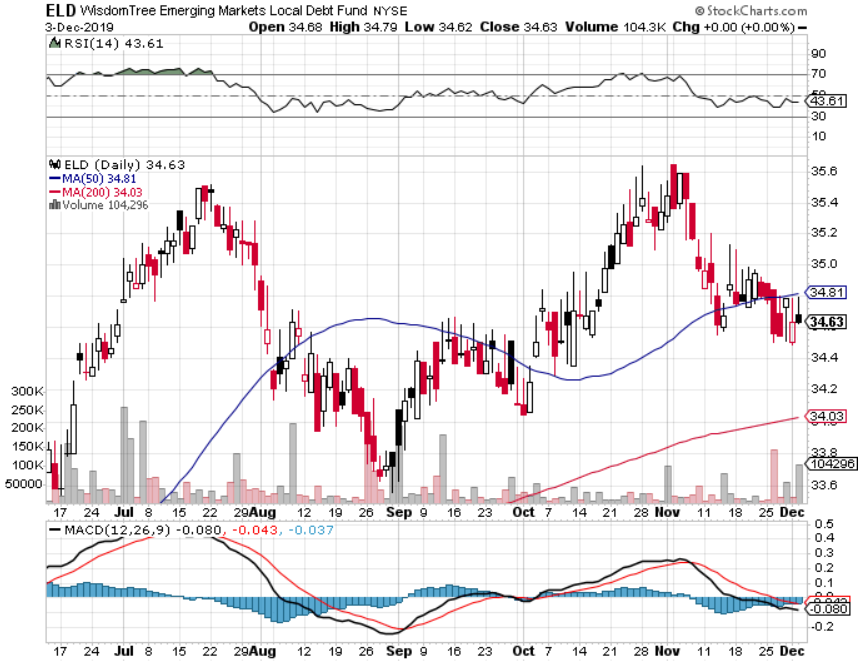 ELD WisdomTree Emerging Markets Local Debt Fund NYSE © StockCharts.com
3-Dec-2019 Open 34.68 High 34.79 Low 34.62 Close 34.63 Volume 104.3K Chg +0.00 (+0.00%)
RSI(14) 43.61
90
70
50
43.61
30
10
ELD (Daily) 34.63
MA(50) 34.81
MA(200) 34.03
Volume 104,296
35.6
35.4
35.2
35.0
34.81
34.63
34.4
34.2
34.03
33.8
33.6
300K
250K
200K
150K
100K
50000
104296
17 24 Jul 8 15 22 29 Aug 12 19 26 Sep 9 16 23 Oct 7 14 21 28 Nov 11 18 25 Dec
MACD(12,26,9) -0.080, -0.043, -0.037
0.5
0.4
0.3
0.2
0.1
-0.080
-0.2
17 24 Jul 8 15 22 29 Aug 12 19 26 Sep 9 16 23 Oct 7 14 21 28 Nov 11 18 25 Dec